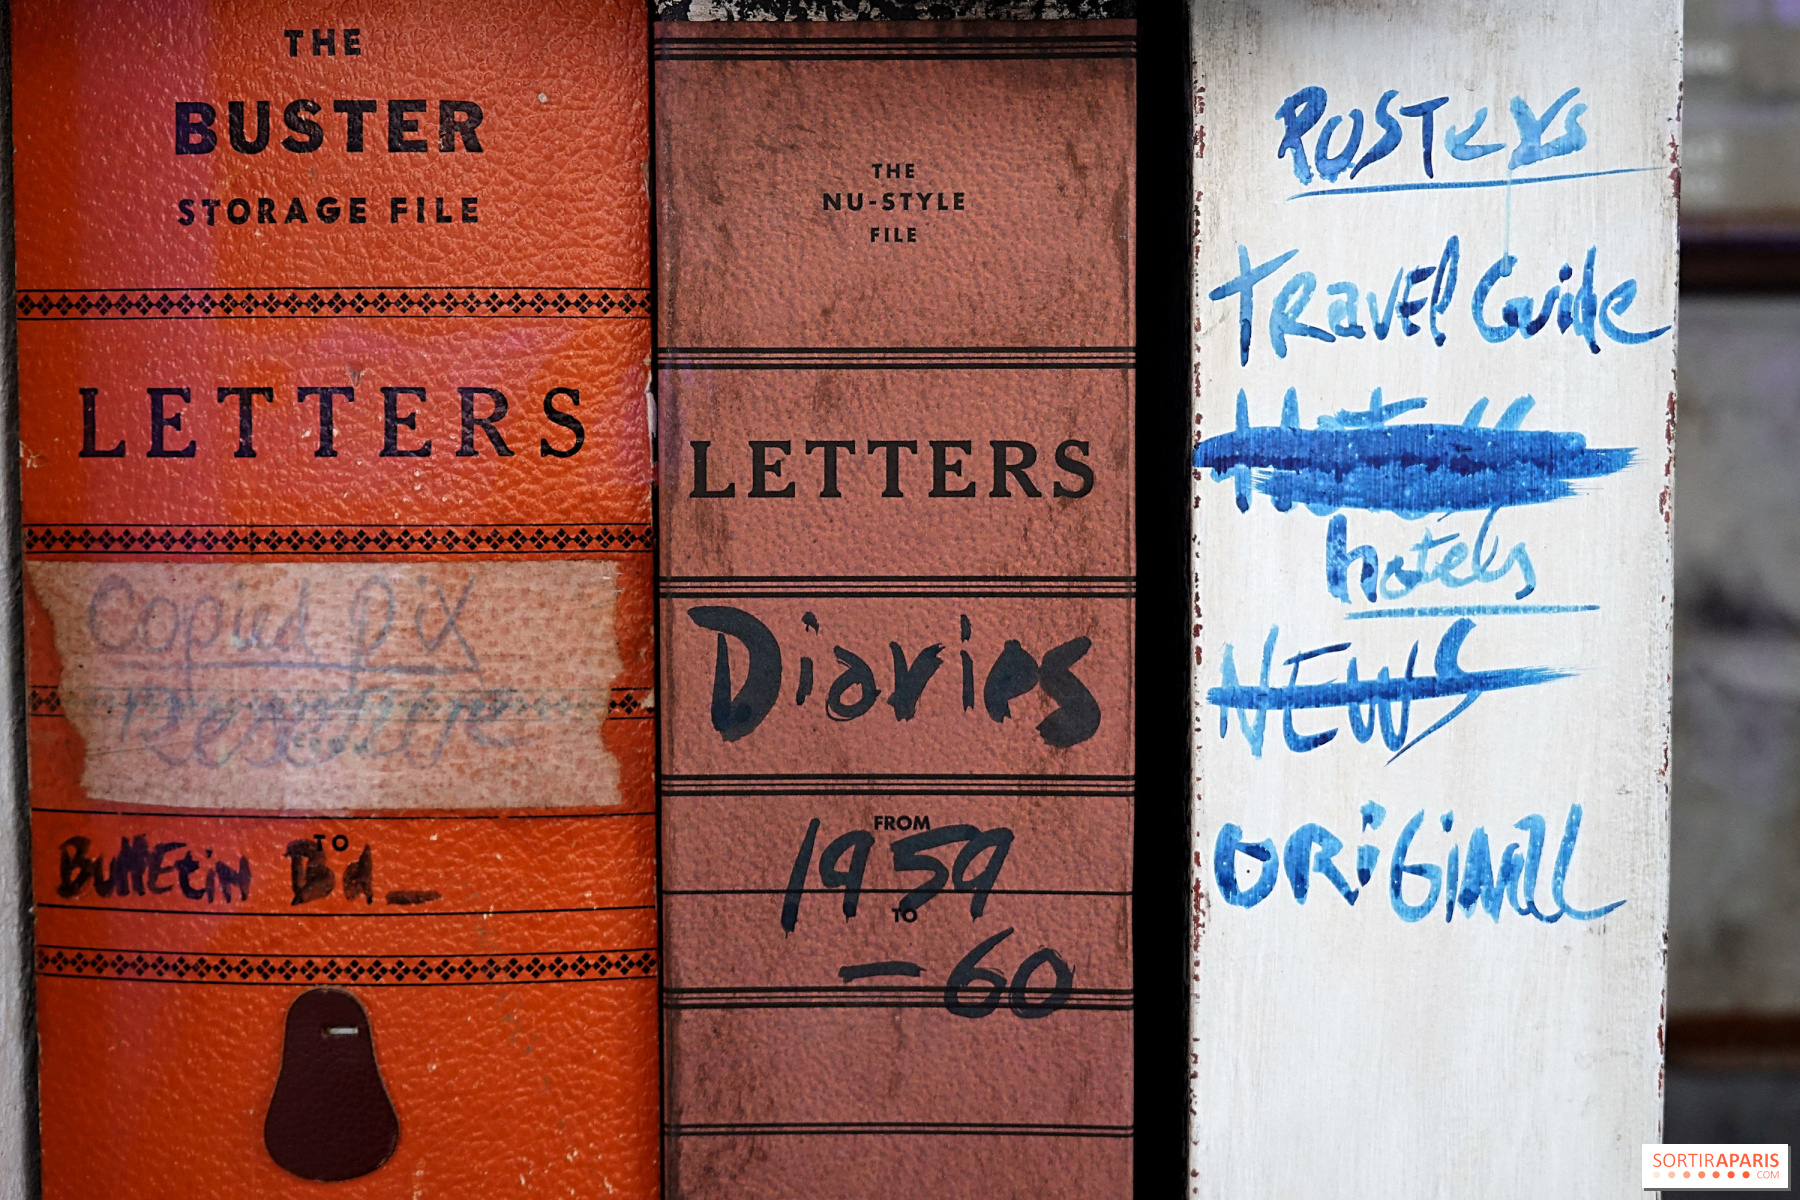 THE
BUSTER
STORAGE FILE
LETTERS
Copied pix
TO
BullEtin Bd_
THE
NU-STYLE
FILE
LETTERS
Diaries
FROM
1959
TO
- 60
POSTERS
TRavEl Guide
hotels
NEWS
ORiGiNAL
SORTIRAPARIS
.COM